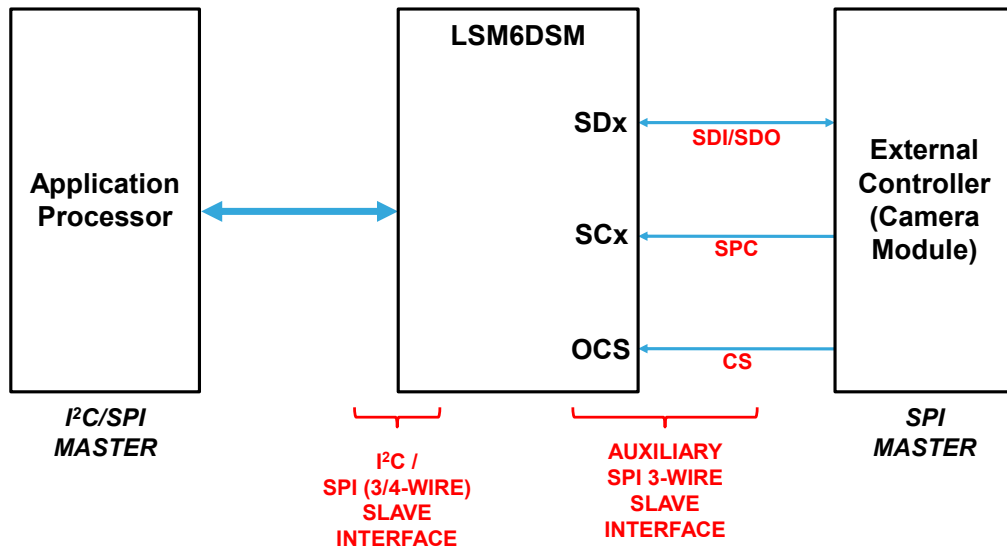 LSM6DSM
Application
Processor
SDx
SCx
OCS
SDI/SDO
SPC
CS
External
Controller
(Camera
Module)
I²C/SPI
MASTER
I²C /
SPI (3/4-WIRE)
SLAVE
INTERFACE
AUXILIARY
SPI 3-WIRE
SLAVE
INTERFACE
SPI
MASTER